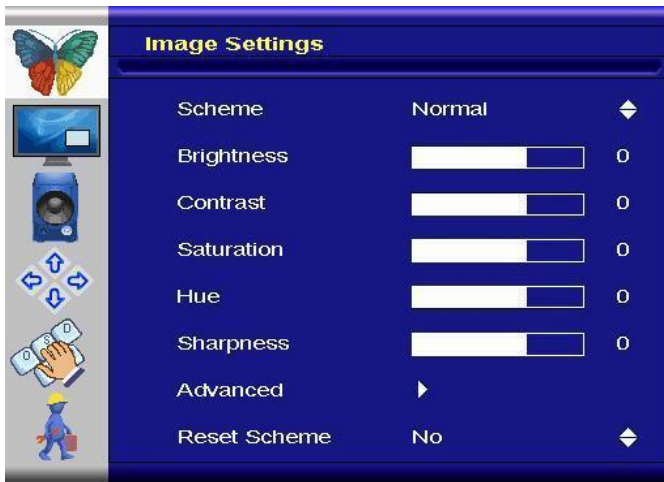 Image Settings
Scheme Normal
Brightness 0
Contrast 0
Saturation 0
Hue 0
Sharpness 0
Advanced
Reset Scheme No
O S D